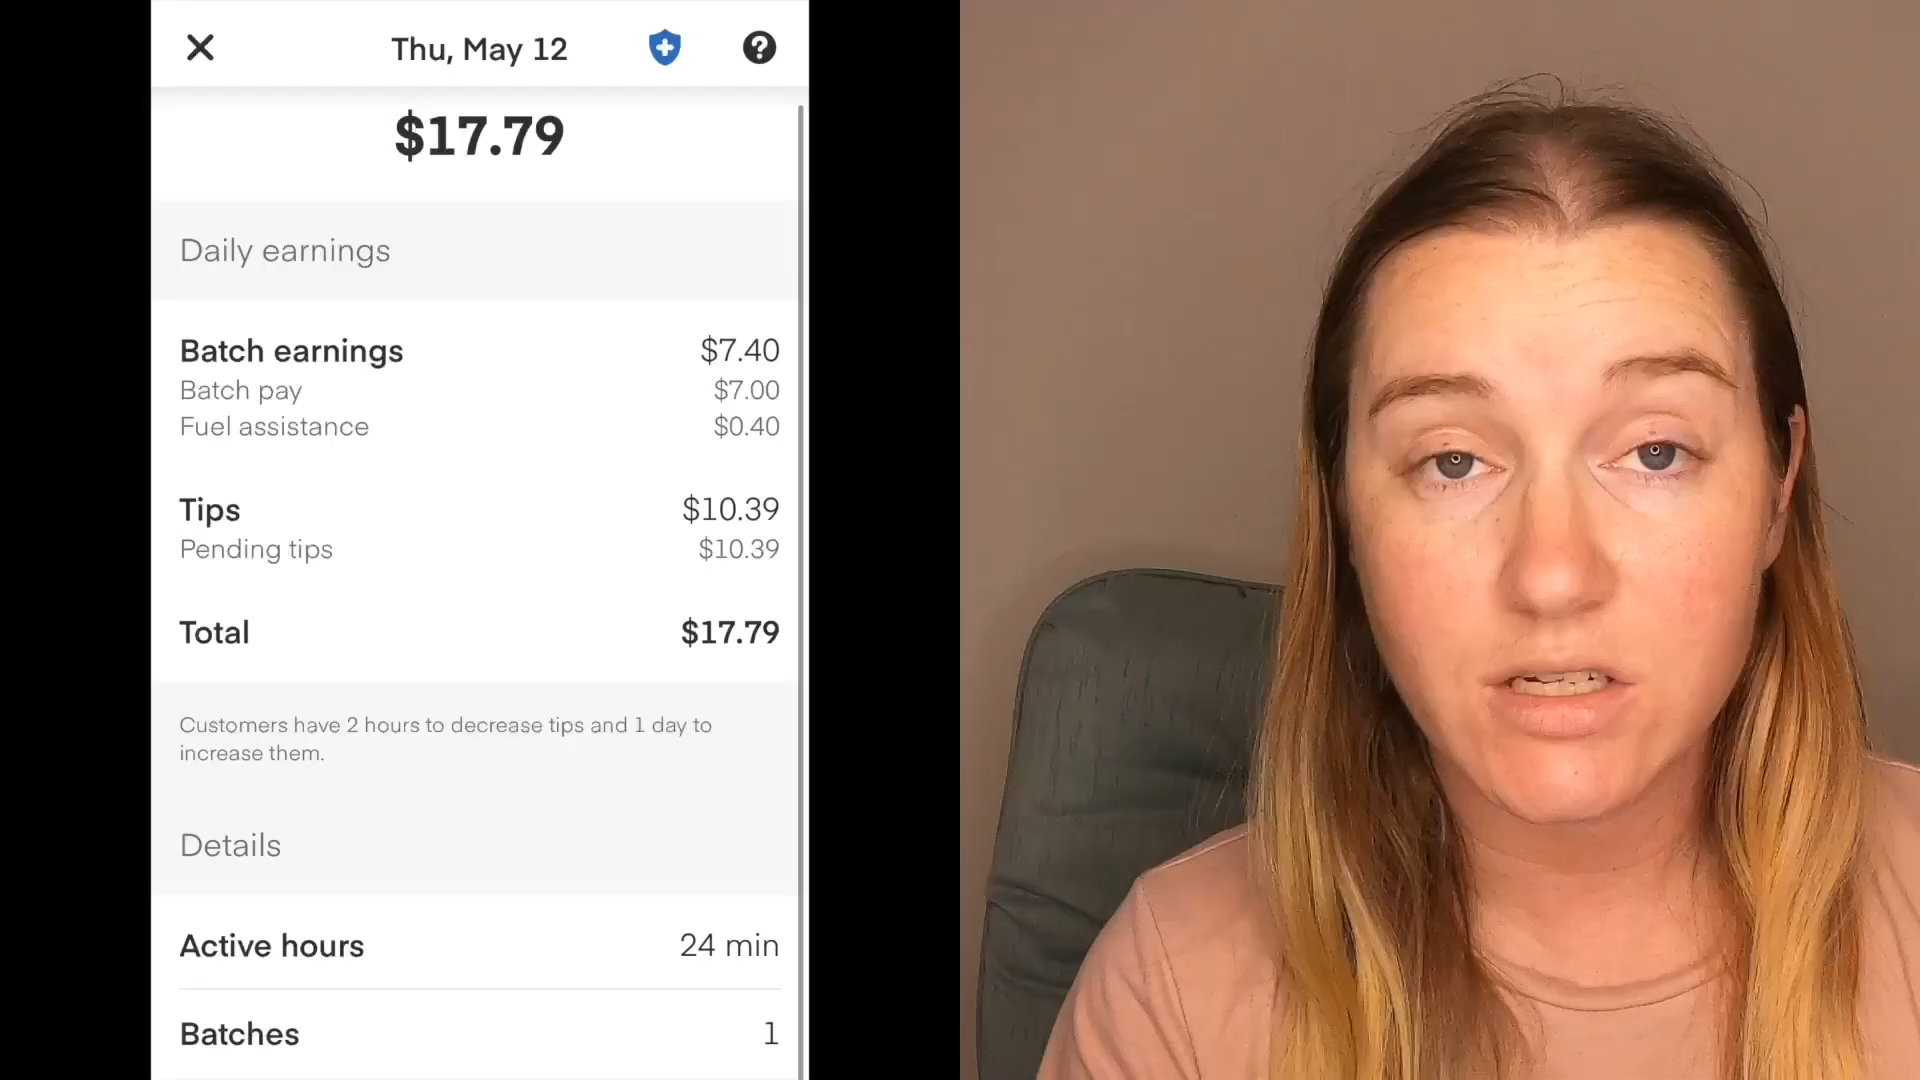 Thu, May 12
$17.79
Daily earnings
Batch earnings $7.40
Batch pay $7.00
Fuel assistance $0.40
Tips $10.39
Pending tips $10.39
Total $17.79
Customers have 2 hours to decrease tips and 1 day to
increase them.
Details
Active hours 24 min
Batches 1